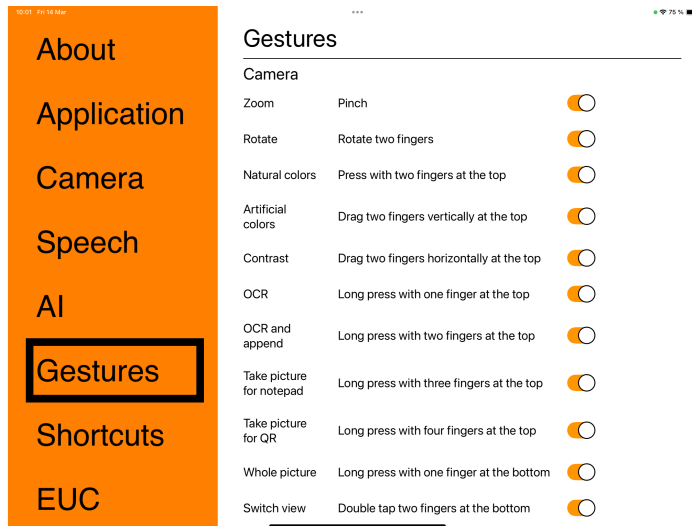 10:01 Fri 14 Mar
75 %
About
Application
Camera
Speech
AI
Gestures
Shortcuts
EUC
Gestures
Camera
Zoom Pinch
Rotate Rotate two fingers
Natural colors Press with two fingers at the top
Artificial
colors Drag two fingers vertically at the top
Contrast Drag two fingers horizontally at the top
OCR Long press with one finger at the top
OCR and
append Long press with two fingers at the top
Take picture
for notepad Long press with three fingers at the top
Take picture
for QR Long press with four fingers at the top
Whole picture Long press with one finger at the bottom
Switch view Double tap two fingers at the bottom